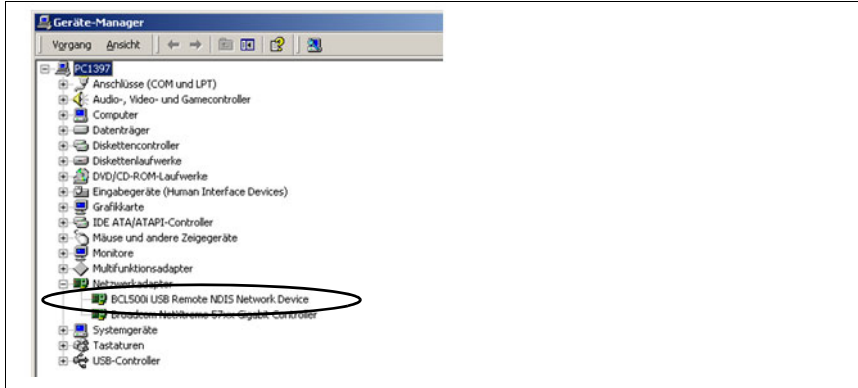 Geräte-Manager
Vorgang Ansicht
PC1397
Anschlüsse (COM und LPT)
Audio-, Video- und Gamecontroller
Computer
Datenträger
Diskettencontroller
Diskettenlaufwerke
DVD/CD-ROM-Laufwerke
Eingabegeräte (Human Interface Devices)
Grafikkarte
IDE ATA/ATAPI-Controller
Mäuse und andere Zeigegeräte
Monitore
Multifunktionsadapter
Netzwerkadapter
BCL500i USB Remote NDIS Network Device
Broadcom NetXtreme 57xx Gigabit Controller
Systemgeräte
Tastaturen
USB-Controller